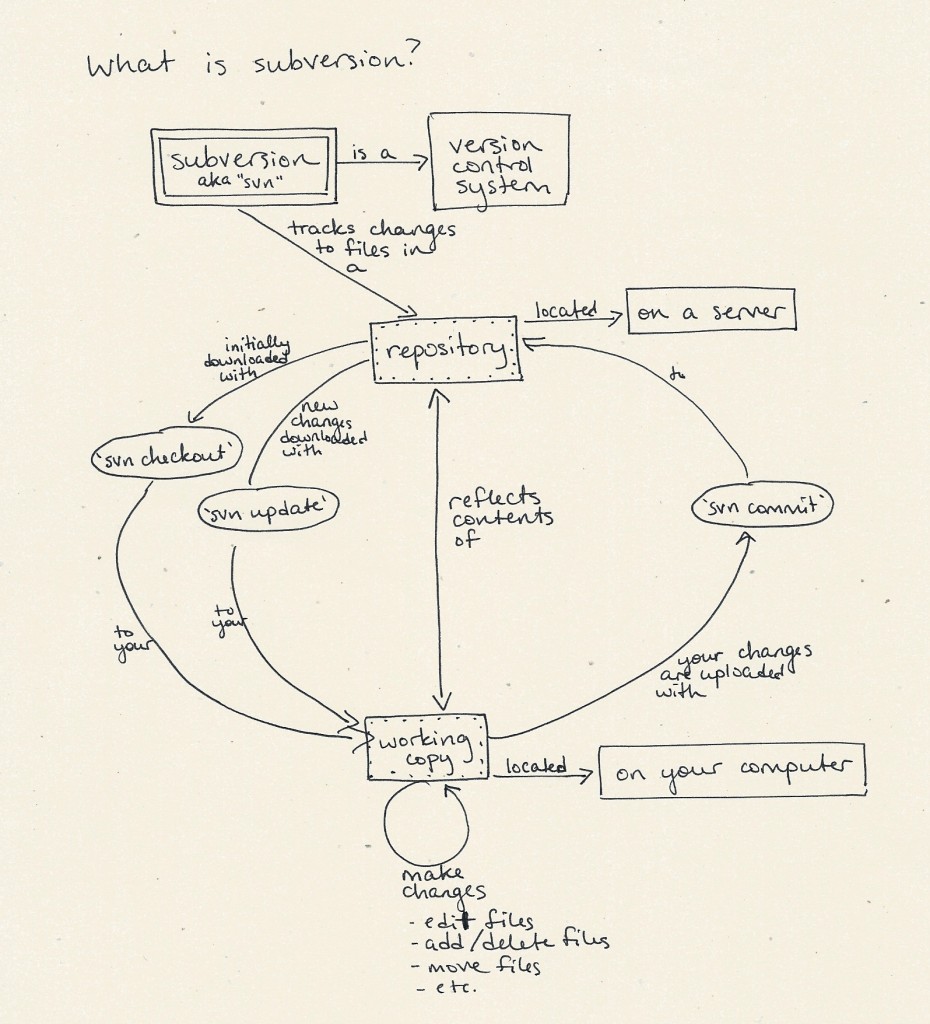 What is subversion?
subversion
aka "svn"
is a
version
control
system
tracks changes
to files in
a
repository
located
on a server
initially
downloaded
with
new
changes
downloaded
with
to
'svn checkout'
'svn update'
'svn commit'
reflects
contents
of
to
your
to
your
your changes
are uploaded
with
working
copy
located
on your computer
make
changes
- edit files
- add/delete files
- move files
- etc.